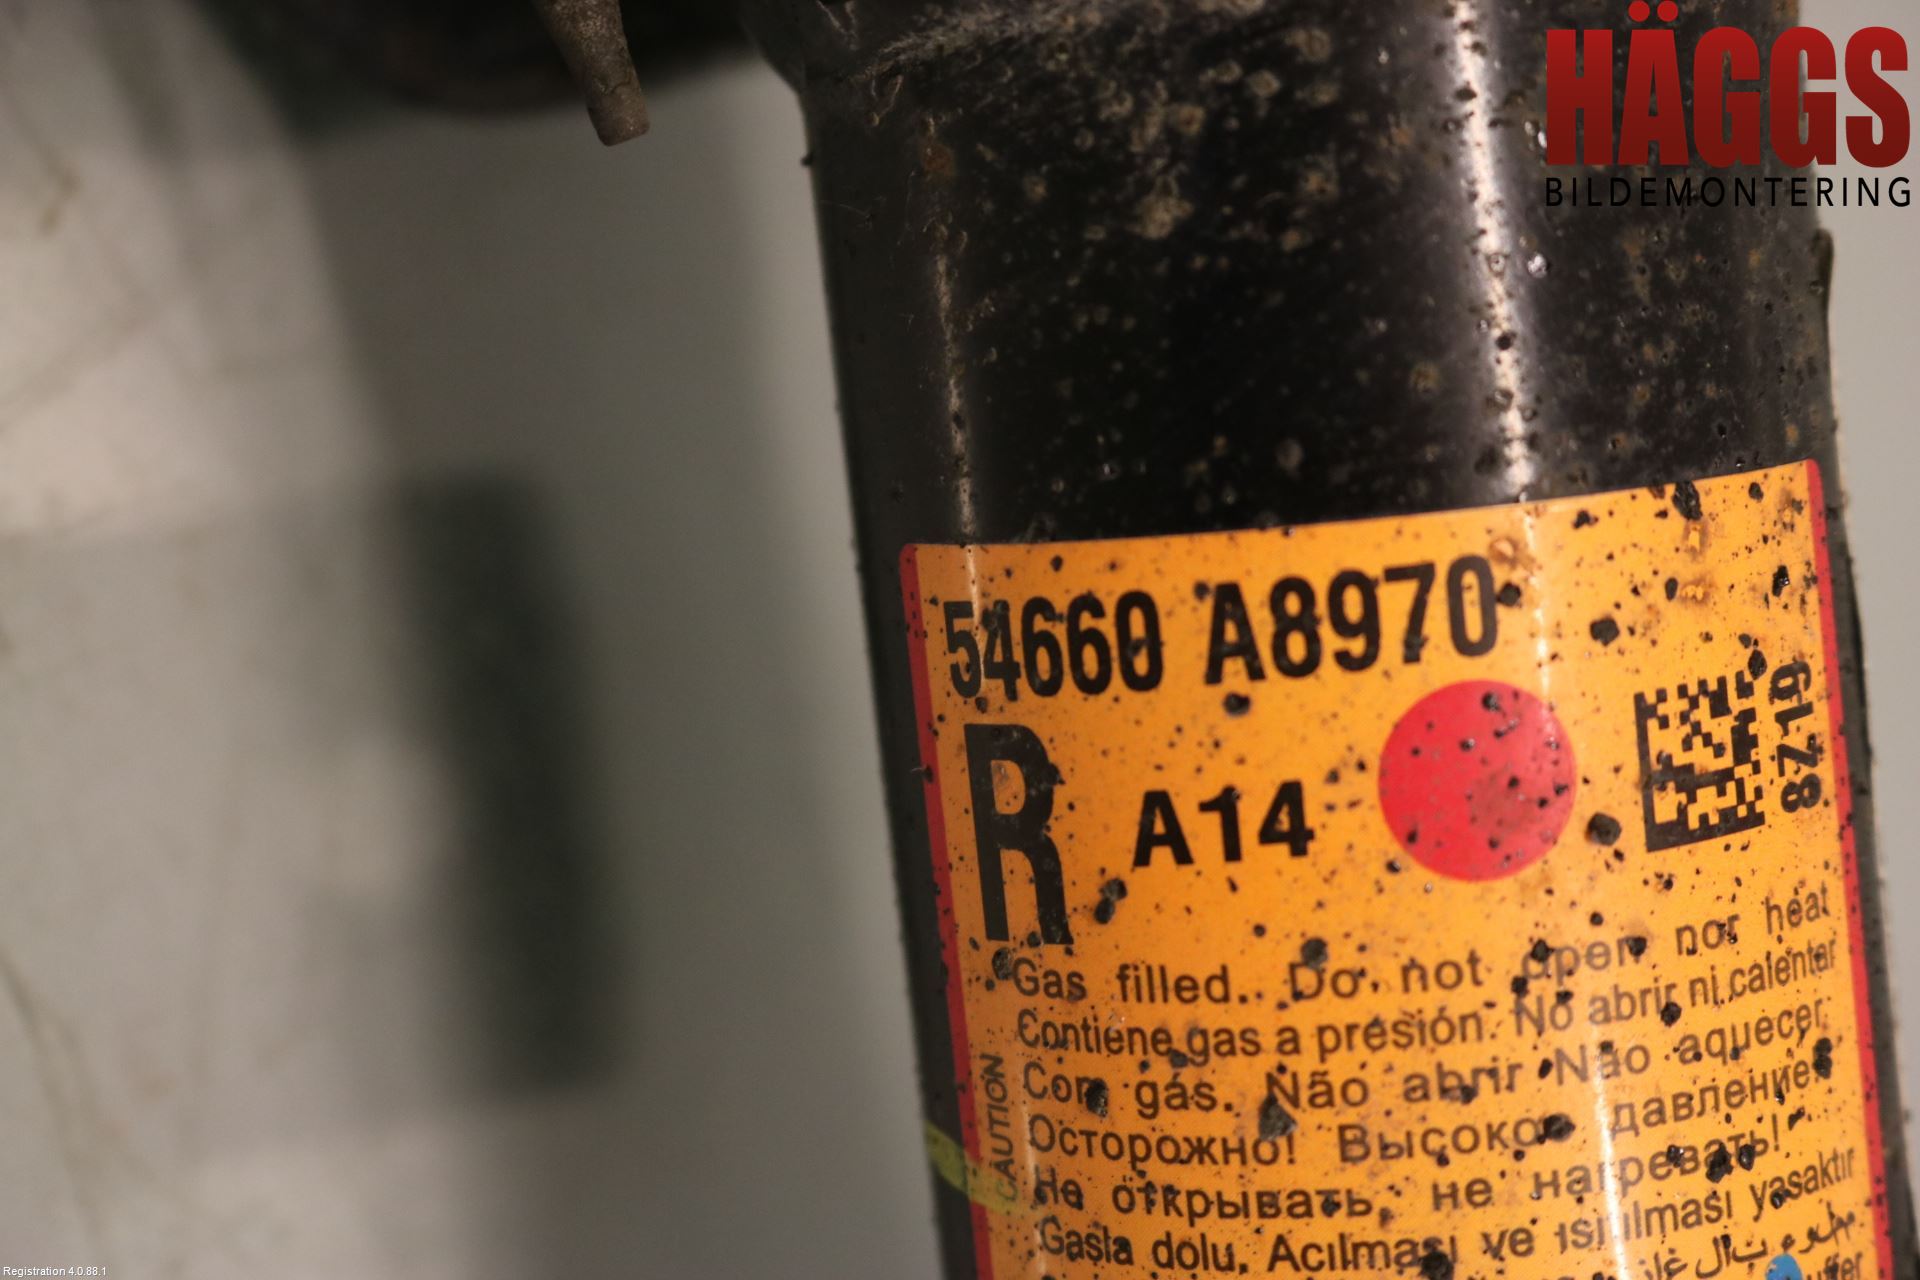 HÄGGS
BILDEMONTERING
54660 A8970
R A14
8Z19
CAUTION
Gas filled. Do not open nor heat
Contiene gas a presión. No abrir ni calentar
Com gás. Não abrir Não aquecer
Осторожно! Высокое давление
Не открывать, не нагревать!
Gasla dolu, Açılması ve ısıtılması yasaktır
Registration 4.0.88.1